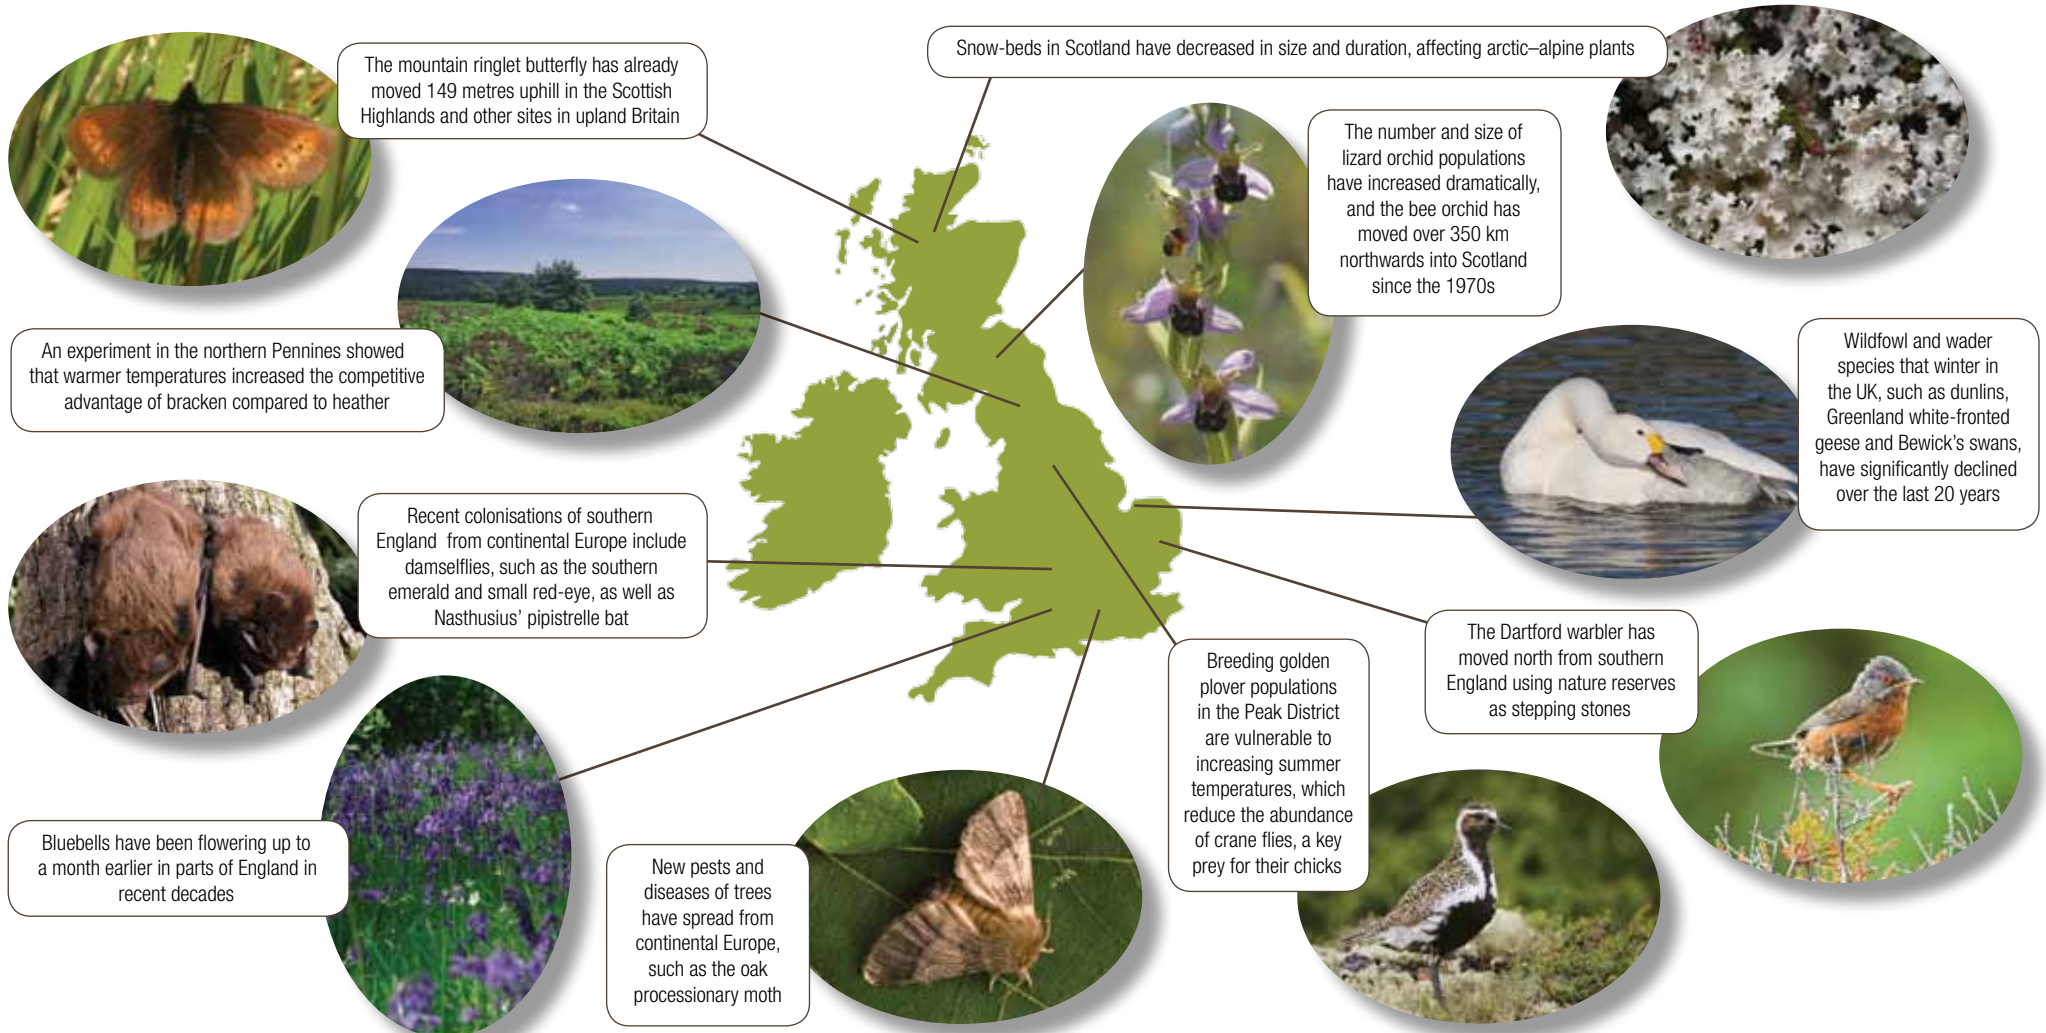 The mountain ringlet butterfly has already
moved 149 metres uphill in the Scottish
Highlands and other sites in upland Britain
Snow-beds in Scotland have decreased in size and duration, affecting arctic–alpine plants
The number and size of
lizard orchid populations
have increased dramatically,
and the bee orchid has
moved over 350 km
northwards into Scotland
since the 1970s
An experiment in the northern Pennines showed
that warmer temperatures increased the competitive
advantage of bracken compared to heather
Wildfowl and wader
species that winter in
the UK, such as dunlins,
Greenland white-fronted
geese and Bewick's swans,
have significantly declined
over the last 20 years
Recent colonisations of southern
England from continental Europe include
damselflies, such as the southern
emerald and small red-eye, as well as
Nasthusius' pipistrelle bat
The Dartford warbler has
moved north from southern
England using nature reserves
as stepping stones
Breeding golden
plover populations
in the Peak District
are vulnerable to
increasing summer
temperatures, which
reduce the abundance
of crane flies, a key
prey for their chicks
Bluebells have been flowering up to
a month earlier in parts of England in
recent decades
New pests and
diseases of trees
have spread from
continental Europe,
such as the oak
processionary moth